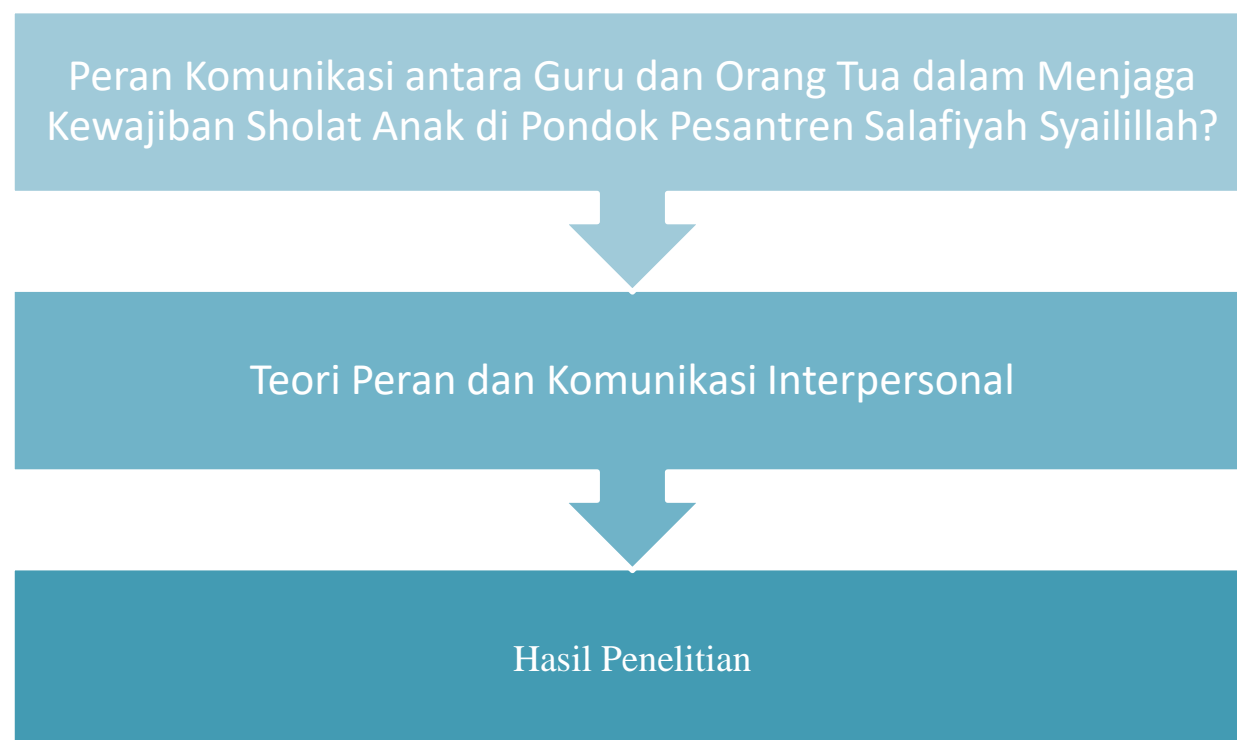 Peran Komunikasi antara Guru dan Orang Tua dalam Menjaga
Kewajiban Sholat Anak di Pondok Pesantren Salafiyah Syailillah?
Teori Peran dan Komunikasi Interpersonal
Hasil Penelitian